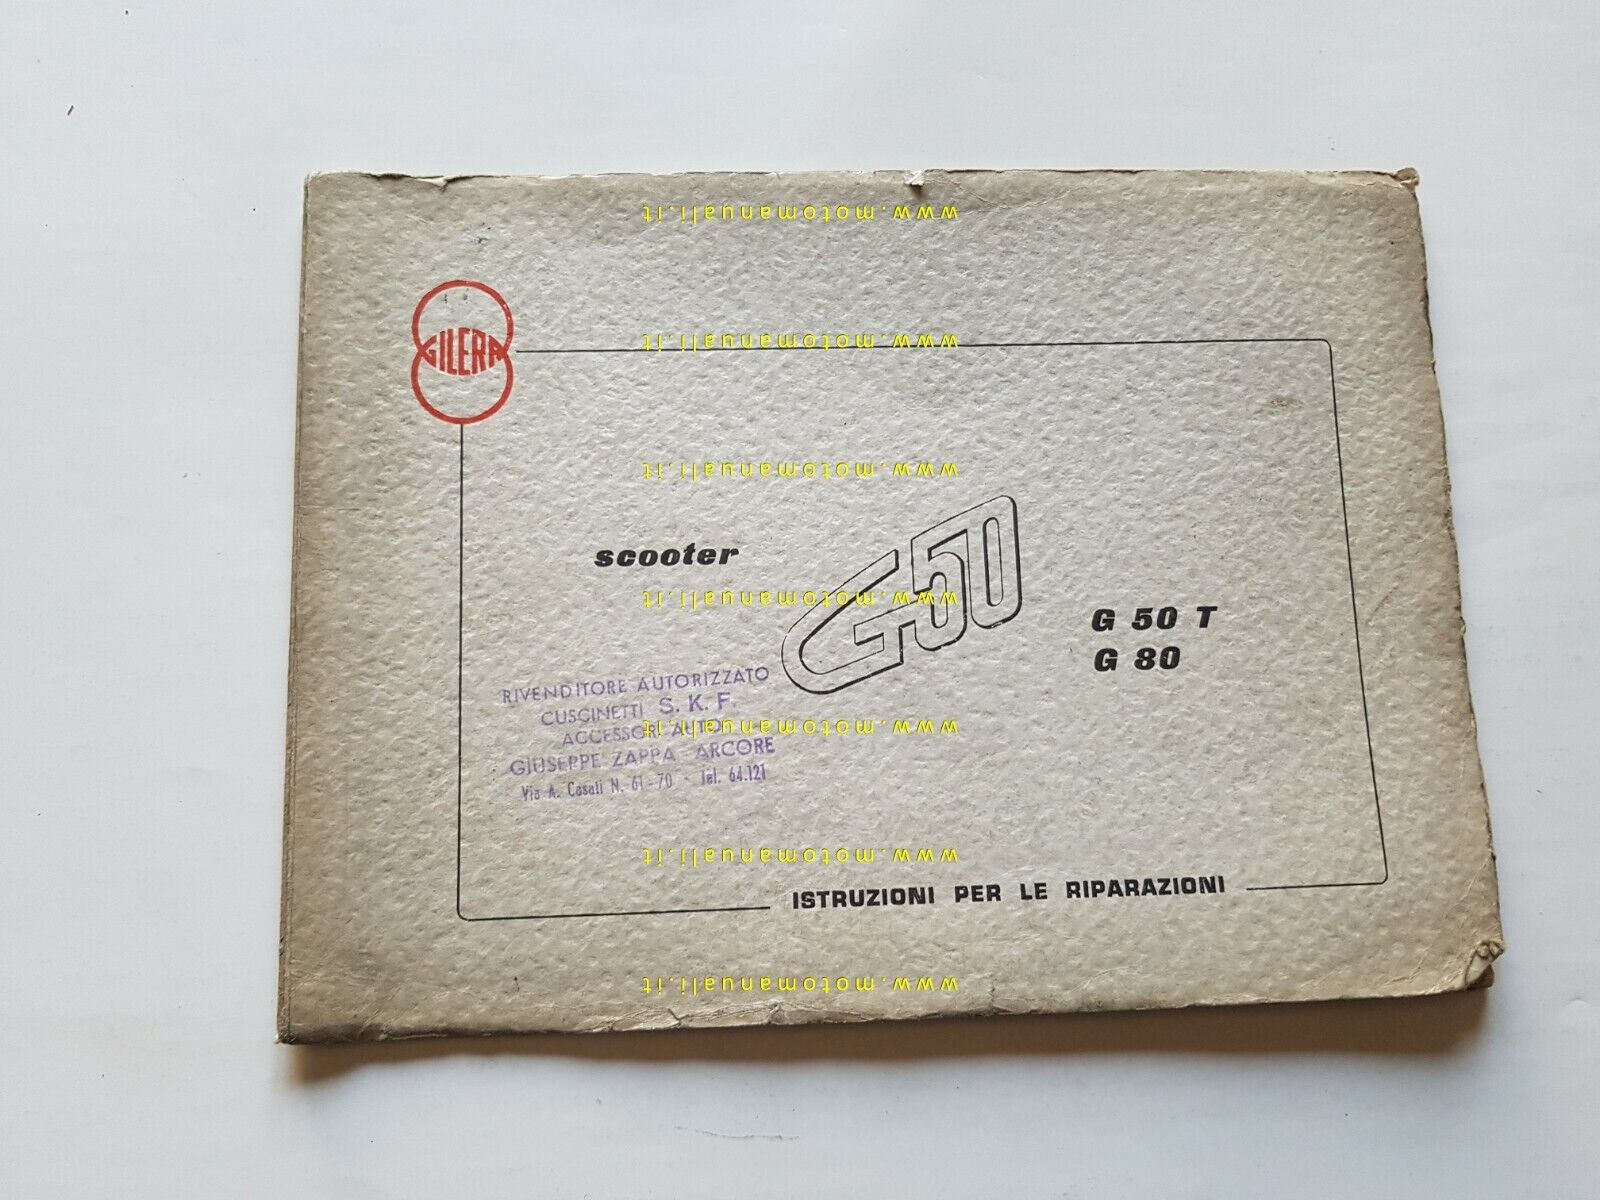 www.motomanuali.it
GILERA
www.motomanuali.it
www.motomanuali.it
scooter
G50
www.motomanuali.it
G 50 T
G 80
RIVENDITORE AUTORIZZATO
CUSCINETTI S. K. F.
ACCESSORI AUTO
www.motomanuali.it
GIUSEPPE ZAPPA - ARCORE
Via A. Casati N. 61 - 70 - Tel. 64.121
www.motomanuali.it
ISTRUZIONI PER LE RIPARAZIONI
www.motomanuali.it